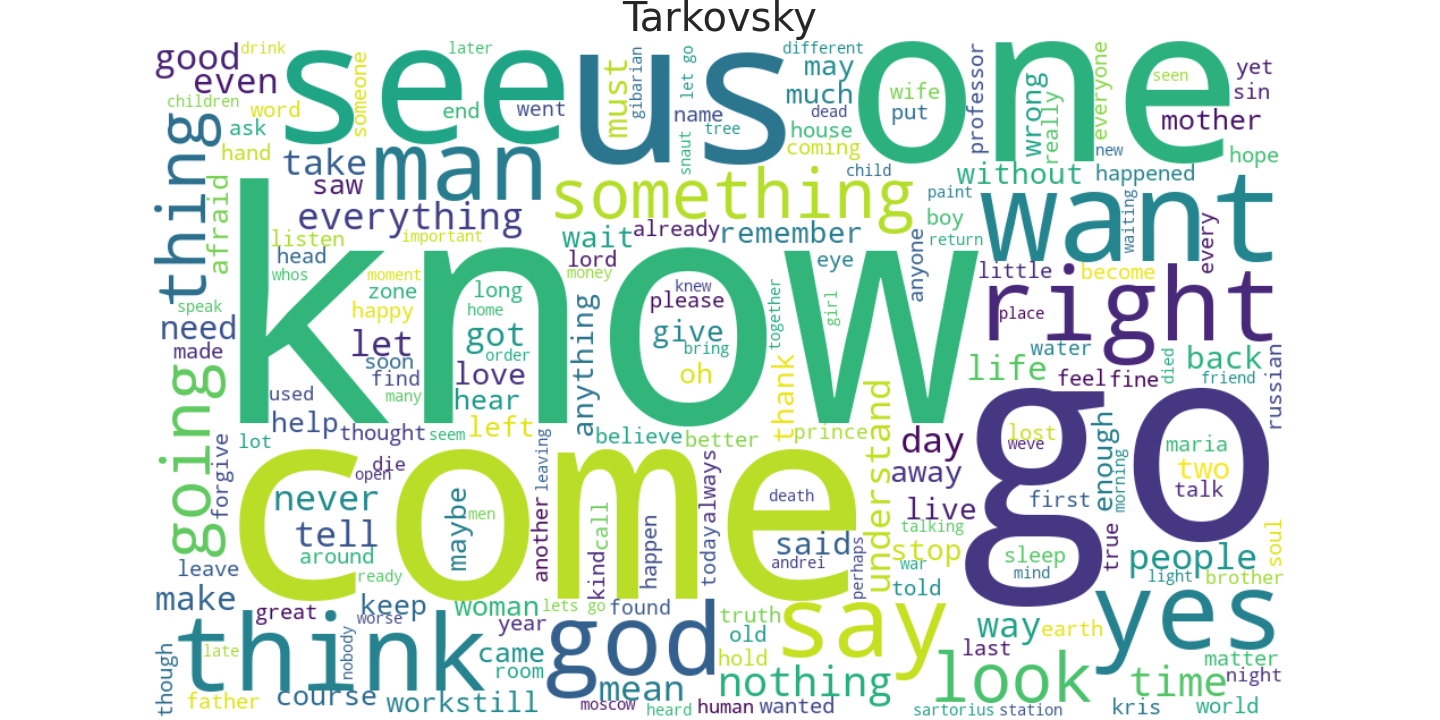 Tarkovsky
good
drink
even
children
word
ask
hand
someone
later
see
end
went
us
must
gibarian
let go
snaut
name
tree
different
may
much
dead
house
coming
child
one
wife
put
professor
wrong
really
everyone
seen
new
yet
sin
mother
hope
happened
without
thing
afraid
take
saw
man
everything
something
listen
head
whos
important
moment
wait
already
remember
lord
money
eye
boy
paint
return
anyone
want
waiting
every
little
become
right
place
speak
need
made
know
zone
happy
long
home
let
got
order
soon
find
many
love
hear
used
help
thought
seem
left
lot
anything
knew
please
give
bring
oh
together
girl
thank
prince
believe
better
understand
life
water
feel
fine
died
back
friend
russian
going
forgive
die
open
come
never
tell
around
ready
maybe
men
leaving
another
kind
call
happen
today
always
death
said
andrei
perhaps
day
away
live
talking
stop
war
told
go
lost
weve
first
enough
morning
sleep
mind
true
maria
two
talk
people
light
brother
soul
leave
make
great
keep
worse
woman
lets go
found
year
think
late
nobody
though
father
course
work
still
came
room
god
mean
moscow
heard
human
wanted
truth
old
hold
nothing
say
look
way
earth
last
yes
time
matter
night
sartorius
station
kris
world